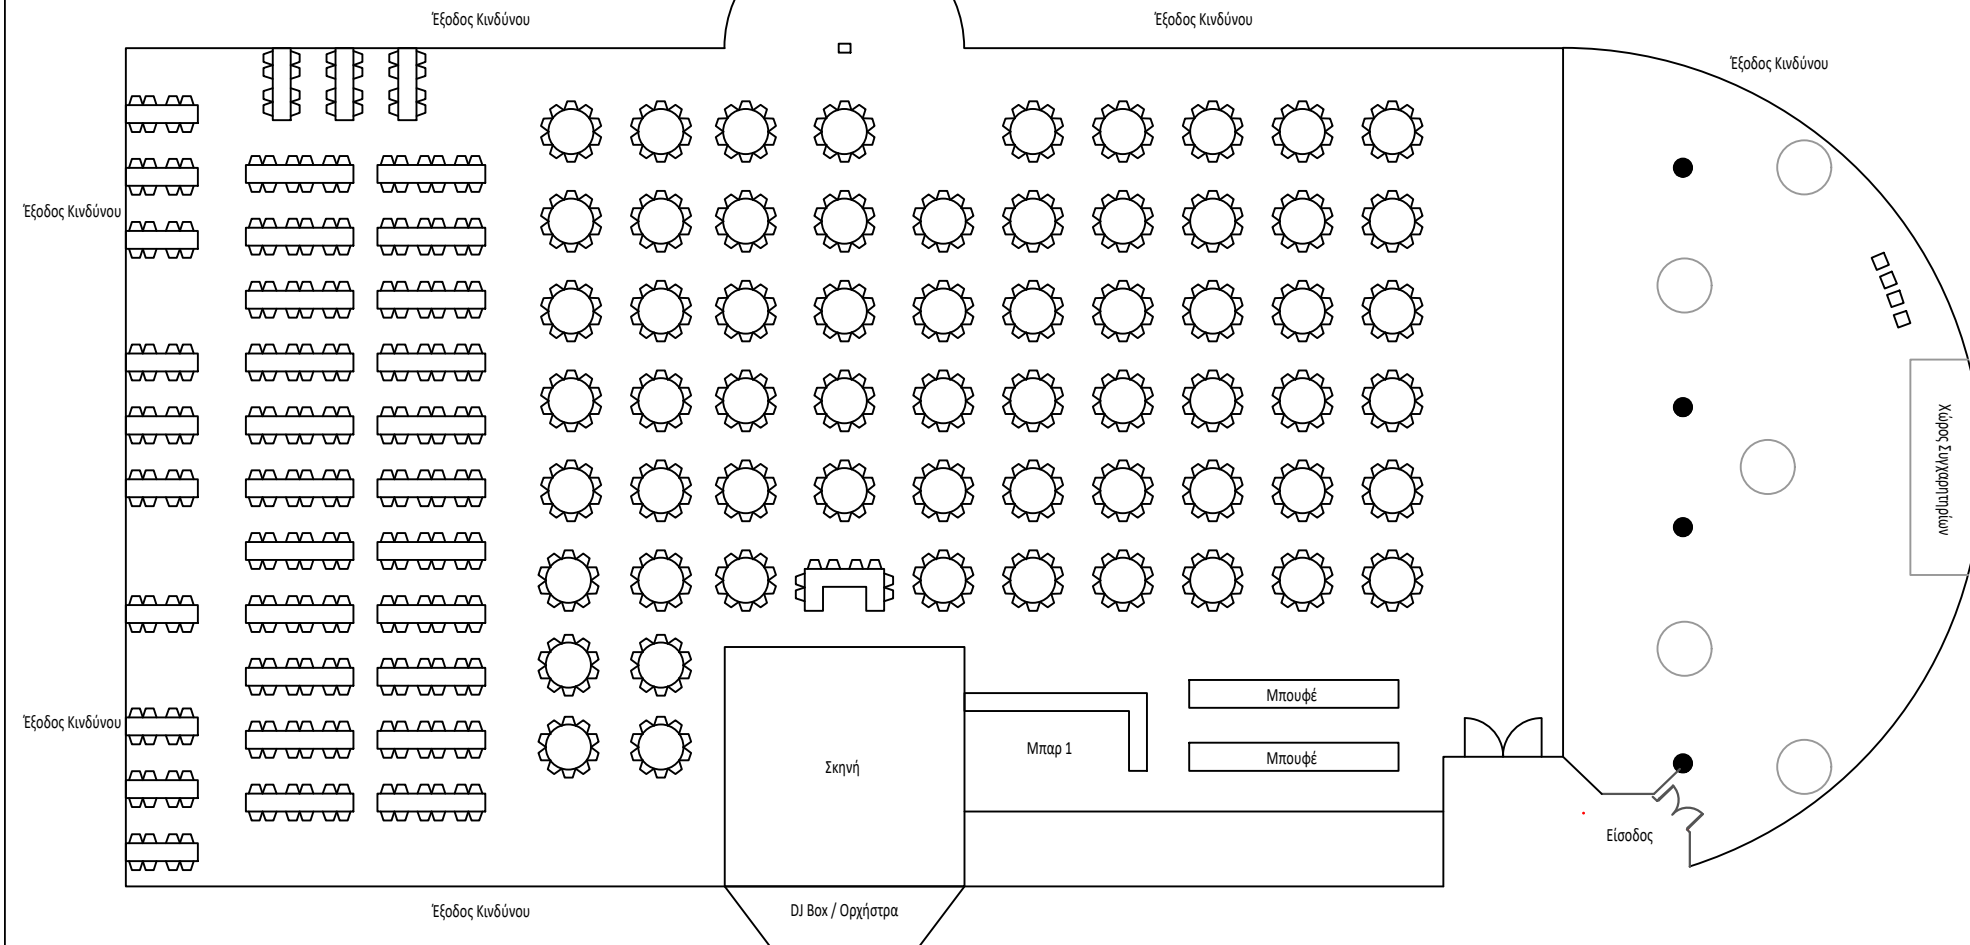 Έξοδος Κινδύνου
Έξοδος Κινδύνου
Έξοδος Κινδύνου
Έξοδος Κινδύνου
Χώρος Συγχαρητηρίων
Μπουφέ
Έξοδος Κινδύνου
Μπαρ 1
Μπουφέ
Σκηνή
Είσοδος
Έξοδος Κινδύνου
DJ Box / Ορχήστρα